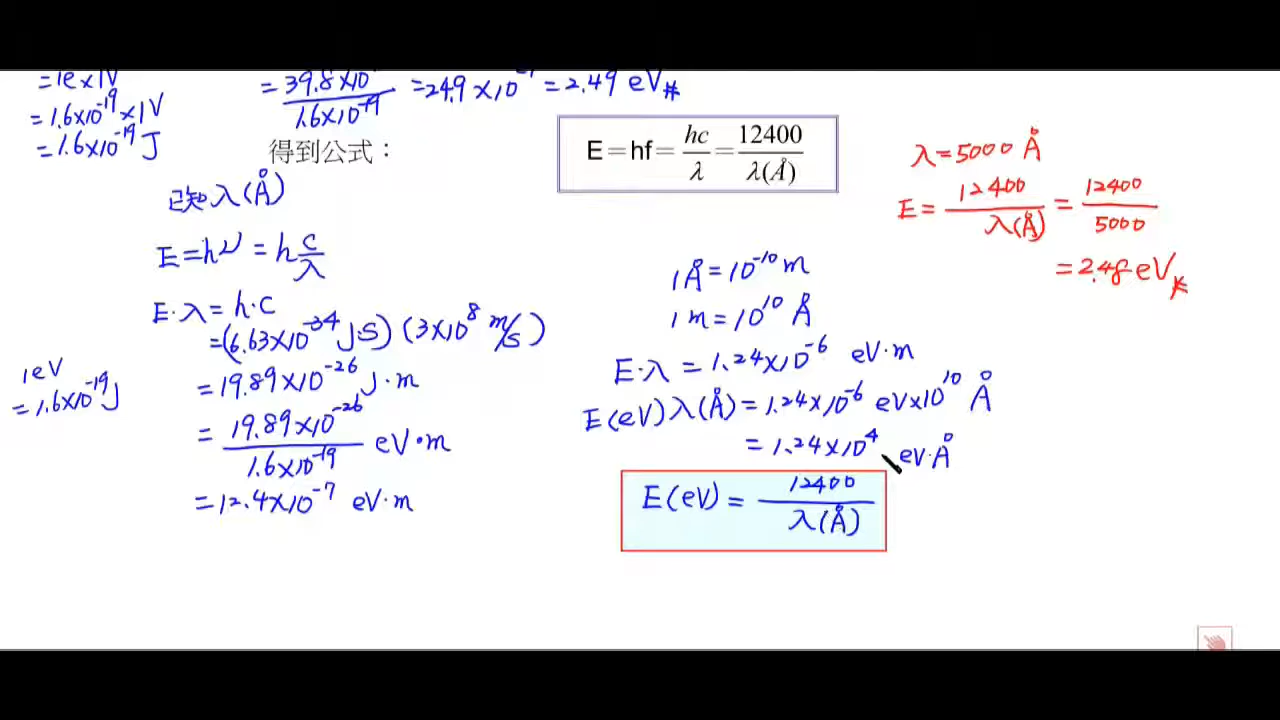 =1e×1V
=1.6×10⁻¹⁹×1V
=1.6×10⁻¹⁹J
=39.8×10 / 1.6×10⁻¹⁹ =24.9×10 =2.49 eV#
得到公式：
E=hf=hc/λ=12400/λ(Å)
已知 λ(Å)
E=hν=h c/λ
E·λ=h·C
=(6.63×10⁻³⁴ J·S)(3×10⁸ m/s)
=19.89×10⁻²⁶ J·m
1eV
=1.6×10⁻¹⁹J
=19.89×10⁻²⁶ / 1.6×10⁻¹⁹ eV·m
=12.4×10⁻⁷ eV·m
1Å=10⁻¹⁰m
1m=10¹⁰Å
E·λ=1.24×10⁻⁶ eV·m
E(eV)λ(Å)=1.24×10⁻⁶ eV×10¹⁰ Å
=1.24×10⁴ eV·Å
E(eV)=12400/λ(Å)
λ=5000Å
E=12400/λ(Å)=12400/5000
=2.48eV#